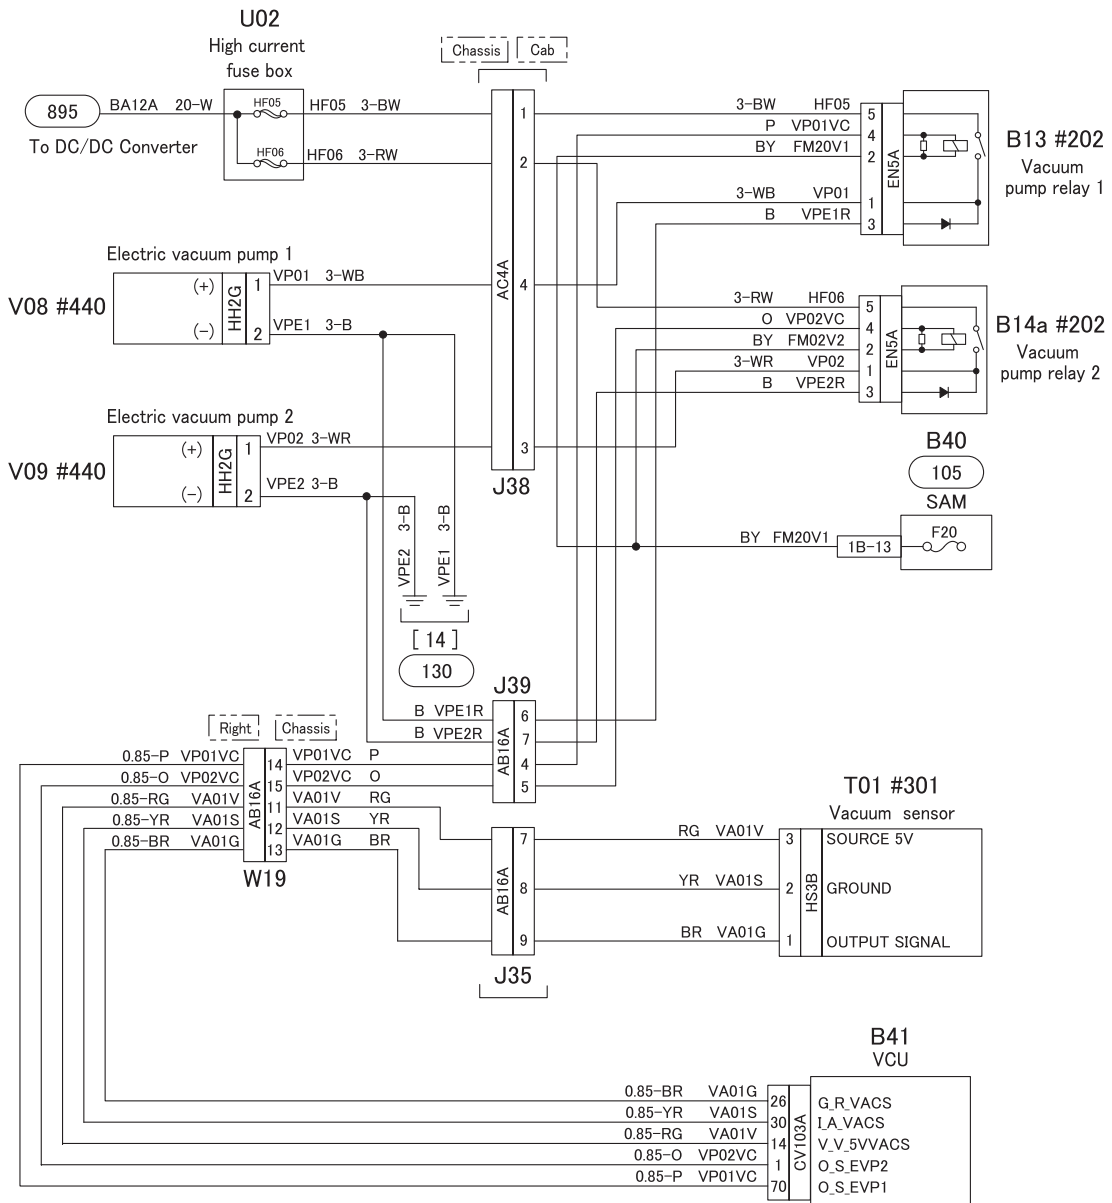 U02
High current
fuse box
Chassis
Cab
895
BA12A 20-W
HF05
HF05 3-BW
1
3-BW HF05
5
To DC/DC Converter
HF06
HF06 3-RW
2
P VP01VC
4
BY FM20V1
2
EN5A
B13 #202
Vacuum
pump relay 1
3-WB VP01
1
B VPE1R
3
Electric vacuum pump 1
V08 #440
(+)
(-)
HH2G
1
2
VP01 3-WB
VPE1 3-B
AC4A
4
3-RW HF06
5
O VP02VC
4
BY FM02V2
2
3-WR VP02
1
B VPE2R
3
EN5A
B14a #202
Vacuum
pump relay 2
Electric vacuum pump 2
V09 #440
(+)
(-)
HH2G
1
2
VP02 3-WR
VPE2 3-B
3
J38
B40
105
SAM
F20
BY FM20V1
1B-13
VPE2 3-B
VPE1 3-B
[ 14 ]
130
J39
B VPE1R
6
B VPE2R
7
AB16A
4
5
Right
Chassis
0.85-P VP01VC
14
VP01VC P
0.85-O VP02VC
15
VP02VC O
0.85-RG VA01V
11
VA01V RG
0.85-YR VA01S
12
VA01S YR
0.85-BR VA01G
13
VA01G BR
AB16A
W19
T01 #301
Vacuum sensor
AB16A
7
RG VA01V
3
SOURCE 5V
8
YR VA01S
2
GROUND
HS3B
9
BR VA01G
1
OUTPUT SIGNAL
J35
B41
VCU
0.85-BR VA01G
26
G_R_VACS
0.85-YR VA01S
30
I_A_VACS
0.85-RG VA01V
14
V_V_5VVACS
0.85-O VP02VC
1
O_S_EVP2
0.85-P VP01VC
70
O_S_EVP1
CV103A